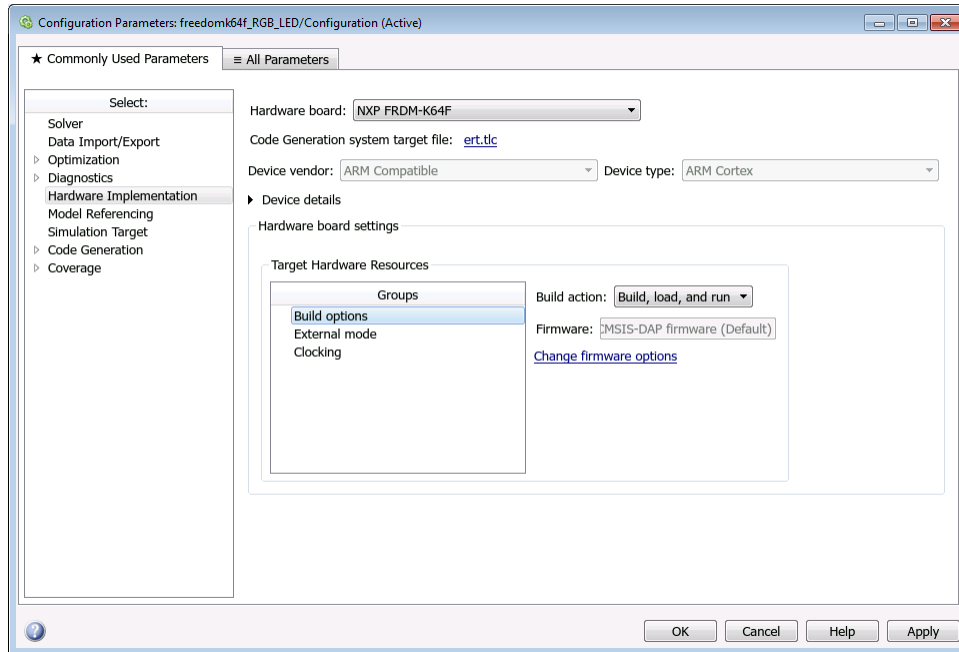 Configuration Parameters: freedomk64f_RGB_LED/Configuration (Active)
★ Commonly Used Parameters
≡ All Parameters
Select:
Solver
Data Import/Export
Optimization
Diagnostics
Hardware Implementation
Model Referencing
Simulation Target
Code Generation
Coverage
Hardware board: NXP FRDM-K64F
Code Generation system target file: ert.tlc
Device vendor: ARM Compatible Device type: ARM Cortex
Device details
Hardware board settings
Target Hardware Resources
Groups
Build options
External mode
Clocking
Build action: Build, load, and run
Firmware: CMSIS-DAP firmware (Default)
Change firmware options
OK Cancel Help Apply